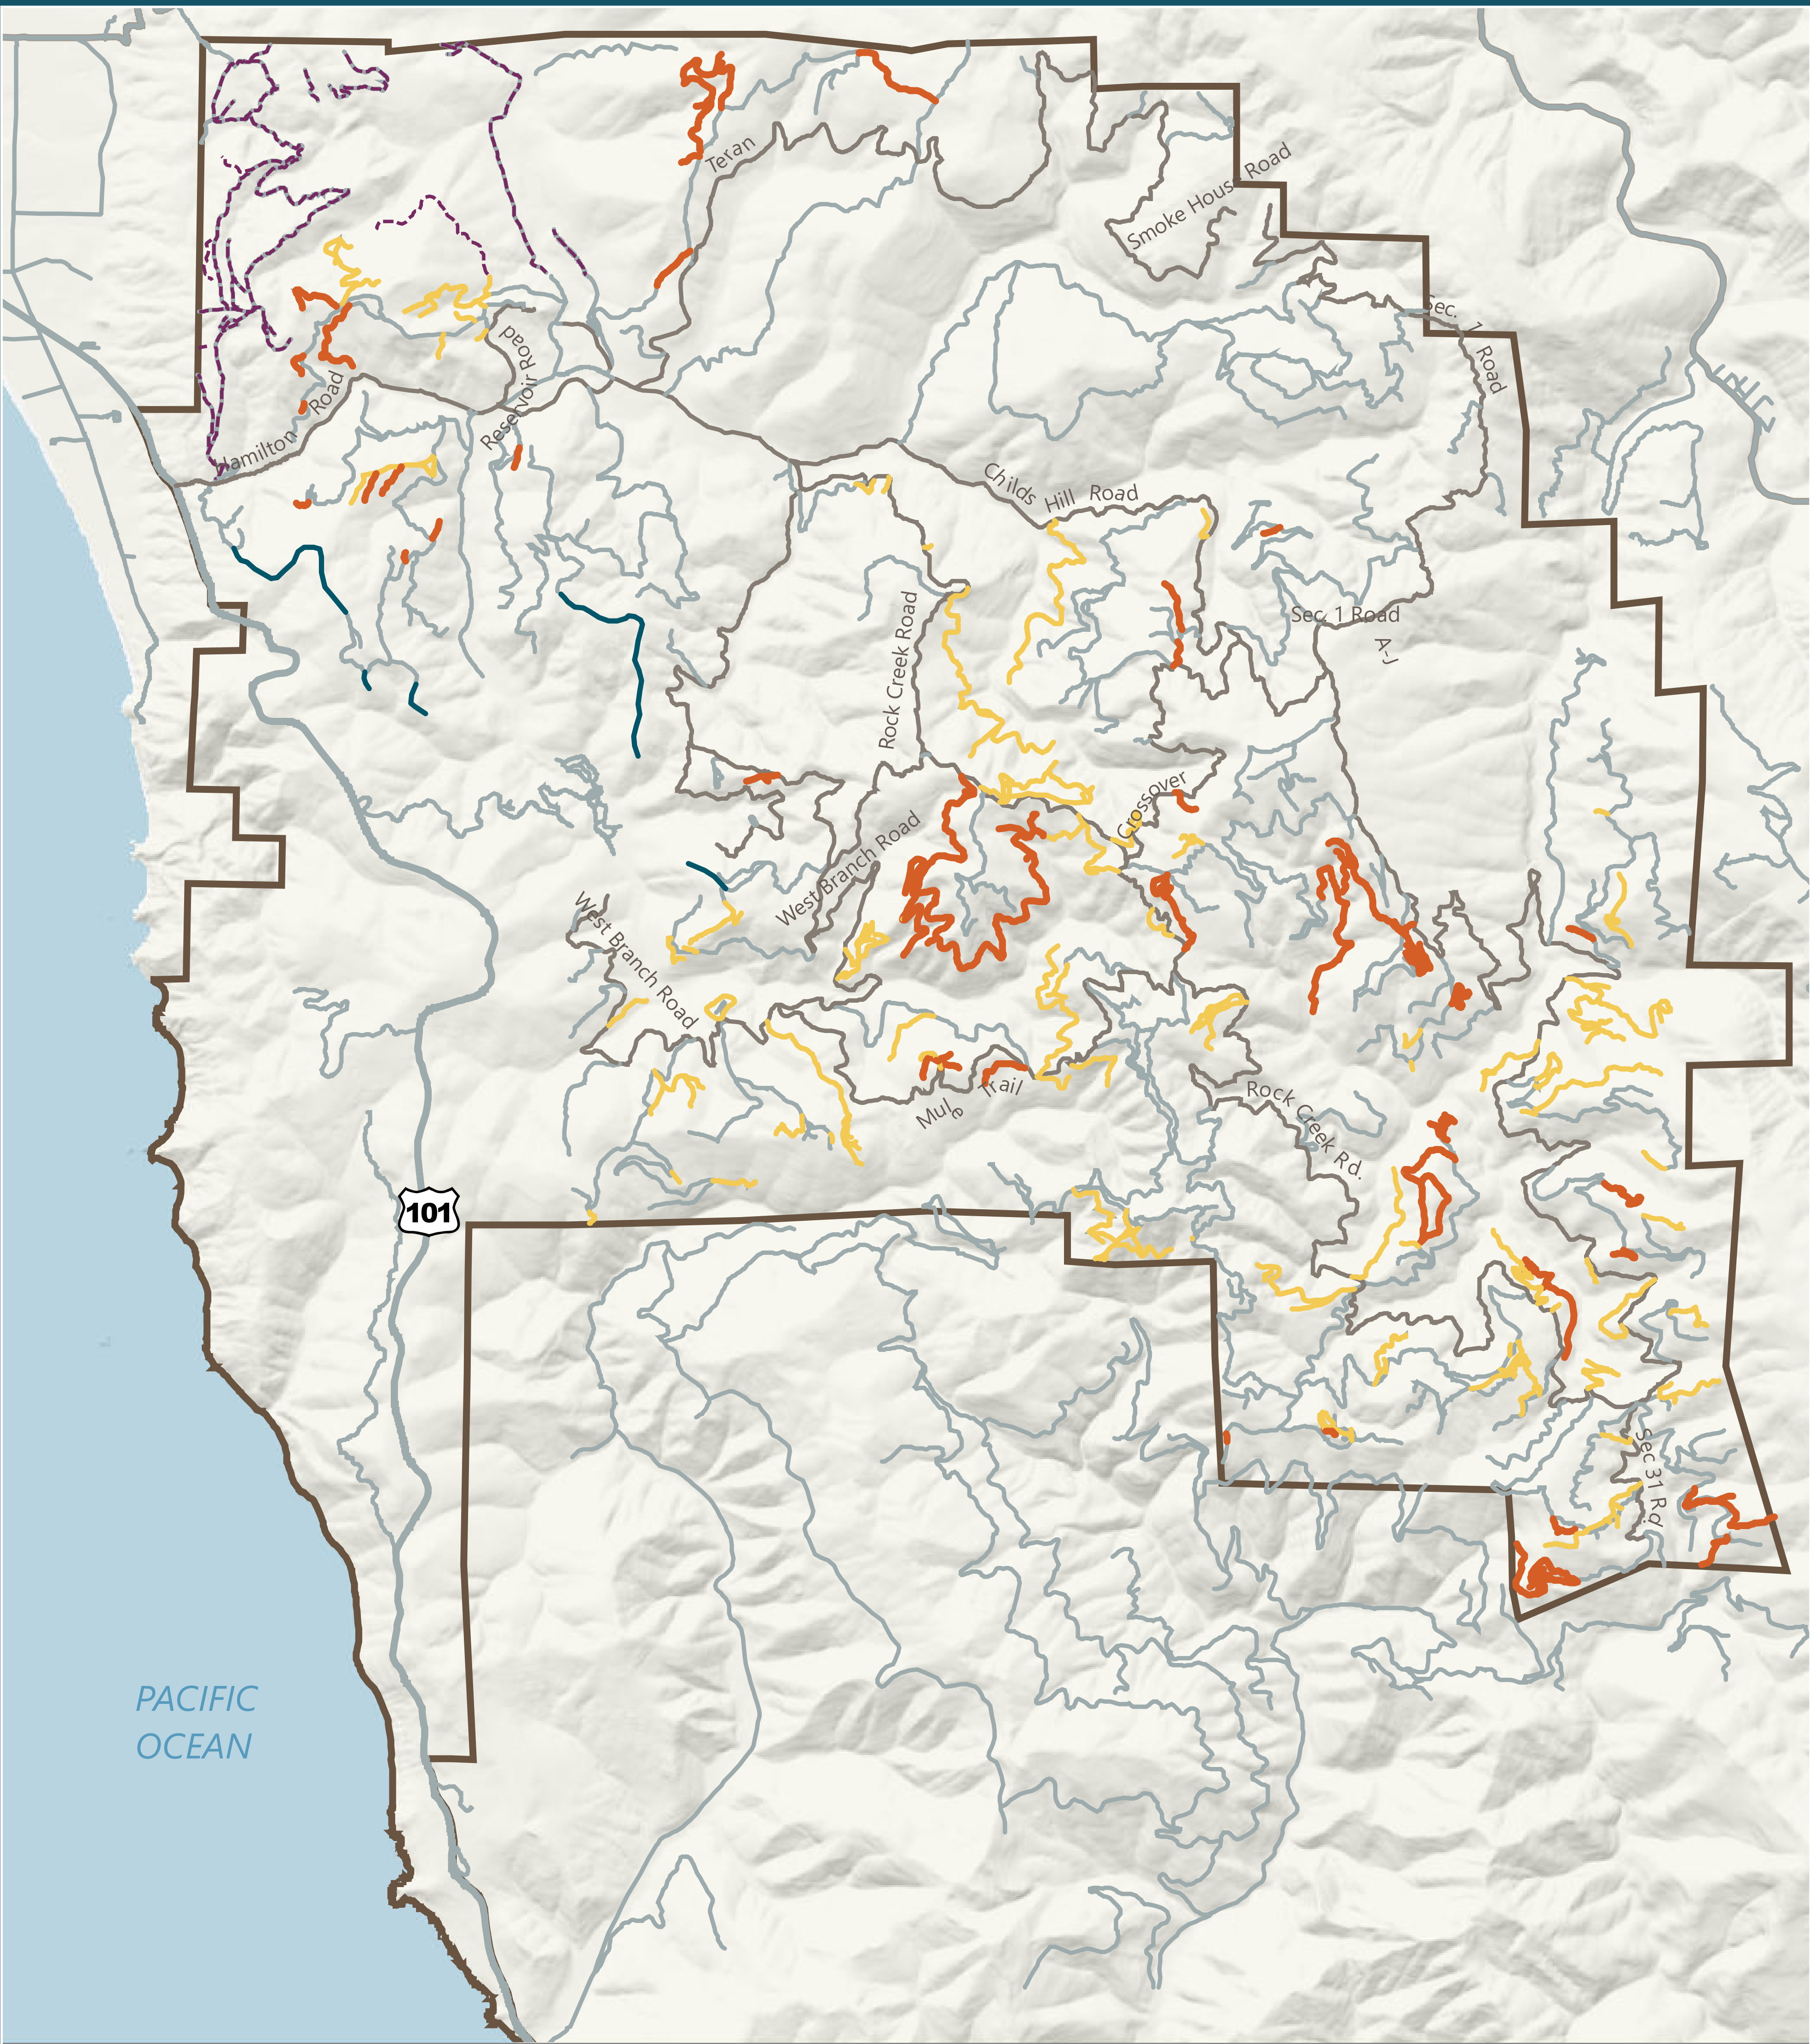 Teran
Smoke House Road
Sec. 1
Road
Reservoir Road
Road
Hamilton
Childs
Hill Road
Sec. 1 Road
A-J
Rock Creek Road
Crossover
West Branch Road
West Branch Road
Mule Trail
Rock Creek Rd.
101
Sec 31 Rd.
PACIFIC
OCEAN